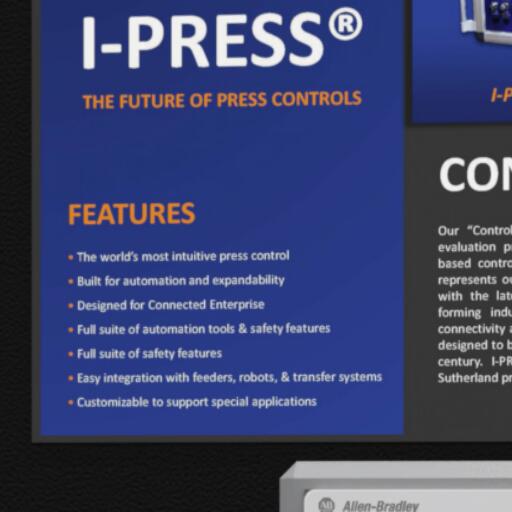 I-PRESS®
THE FUTURE OF PRESS CONTROLS
FEATURES
• The world's most intuitive press control
• Built for automation and expandability
• Designed for Connected Enterprise
• Full suite of automation tools & safety features
• Full suite of safety features
• Easy integration with feeders, robots, & transfer systems
• Customizable to support special applications
I-P
CON
Our "Control
evaluation p
based contro
represents ou
with the lat
forming indu
connectivity a
designed to b
century. I-PR
Sutherland pr
AB Allen-Bradley